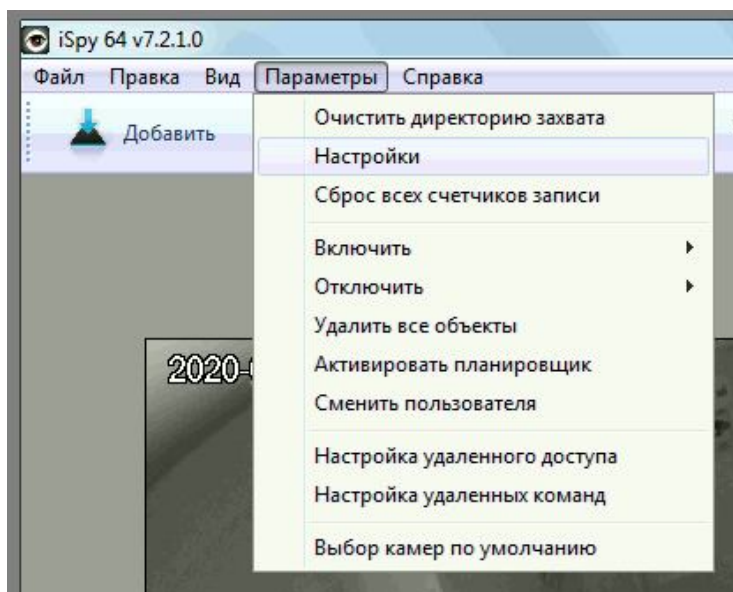 iSpy 64 v7.2.1.0
Файл Правка Вид Параметры Справка
Добавить
Очистить директорию захвата
Настройки
Сброс всех счетчиков записи
Включить
Отключить
Удалить все объекты
Активировать планировщик
Сменить пользователя
Настройка удаленного доступа
Настройка удаленных команд
Выбор камер по умолчанию
2020-